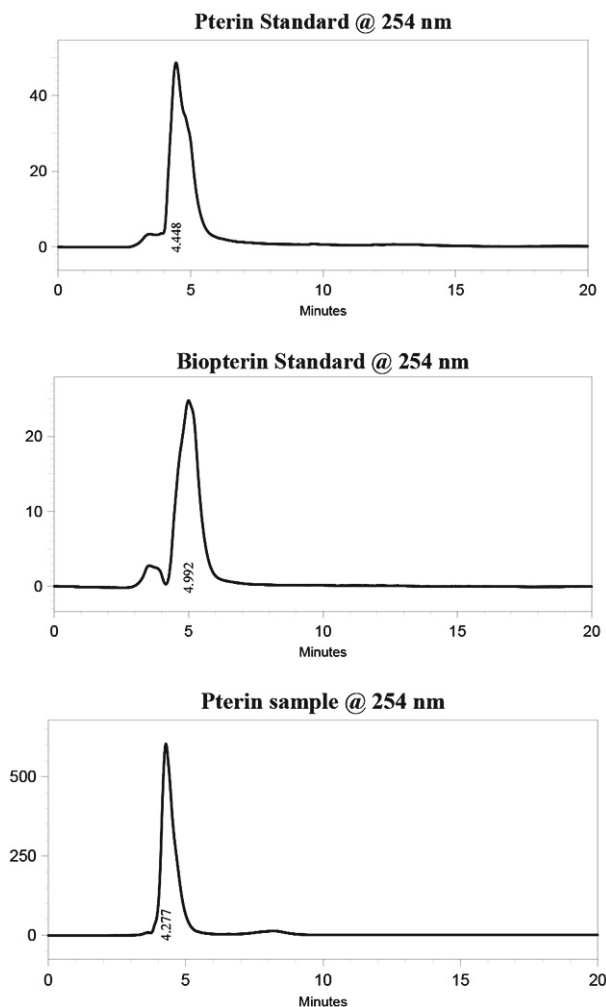 Pterin Standard @ 254 nm
40
20
0
4.448
0 5 10 15 20
Minutes
Biopterin Standard @ 254 nm
20
10
0
4.992
0 5 10 15 20
Minutes
Pterin sample @ 254 nm
500
250
0
4.277
0 5 10 15 20
Minutes